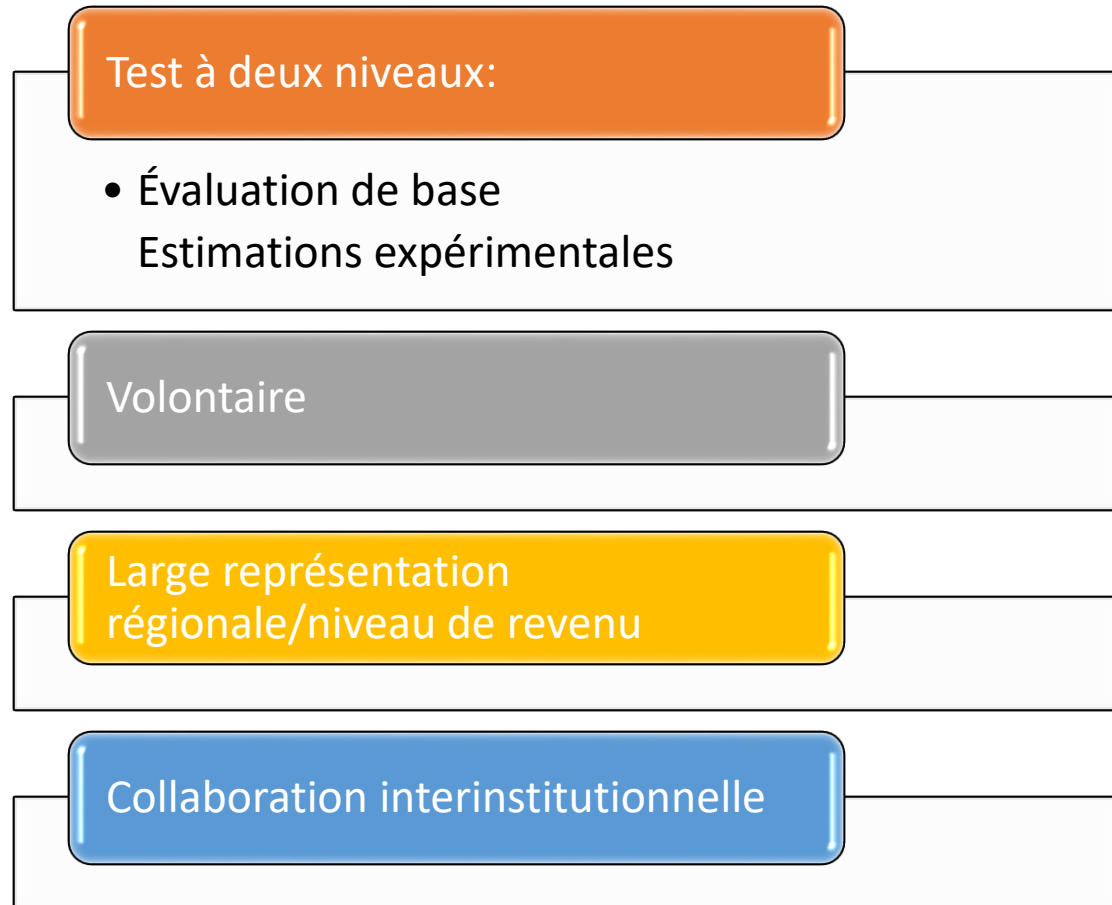 Test à deux niveaux:
• Évaluation de base
Estimations expérimentales
Volontaire
Large représentation
régionale/niveau de revenu
Collaboration interinstitutionnelle